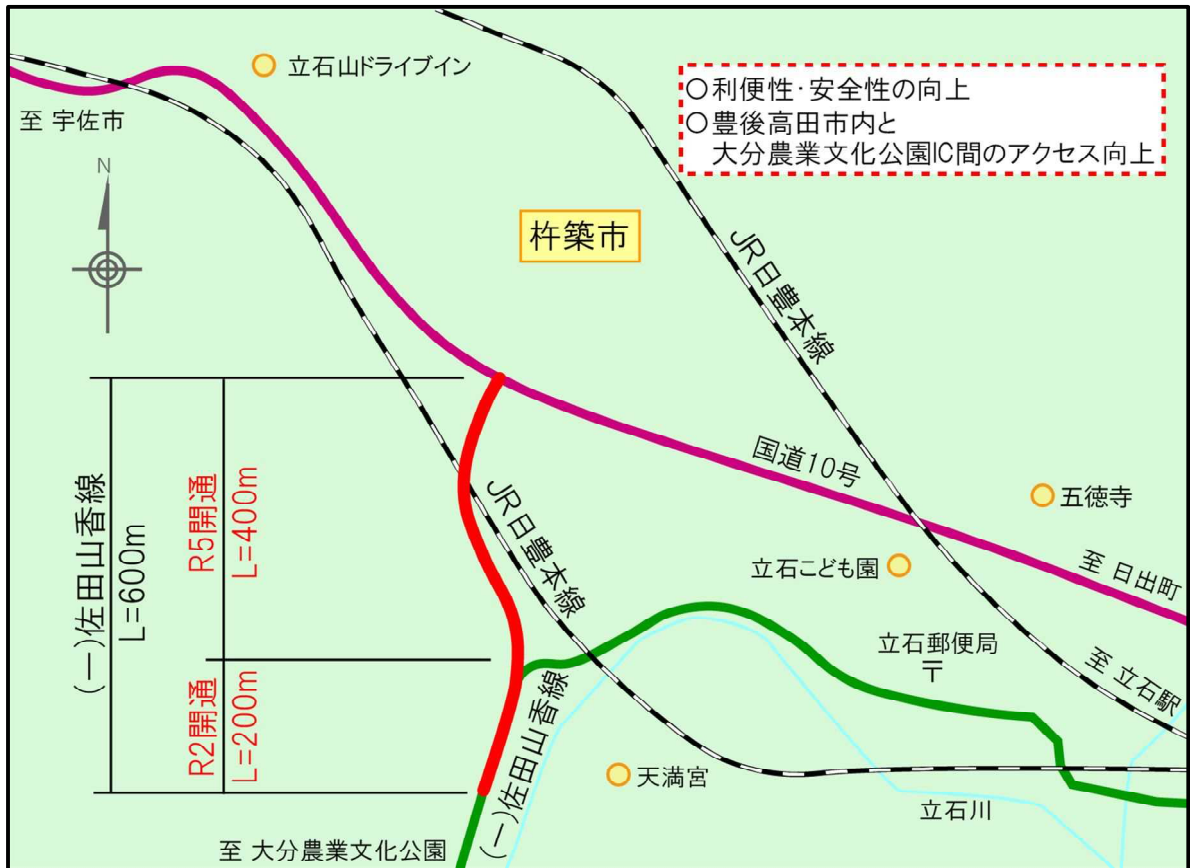 立石山ドライブイン
至 宇佐市
○利便性・安全性の向上
○豊後高田市内と
大分農業文化公園IC間のアクセス向上
N
杵築市
JR日豊本線
国道10号
五徳寺
(一)佐田山香線
L=600m
R5開通
L=400m
JR日豊本線
立石こども園
至 日出町
立石郵便局
〒
至 立石駅
R2開通
L=200m
(一)佐田山香線
天満宮
立石川
至 大分農業文化公園